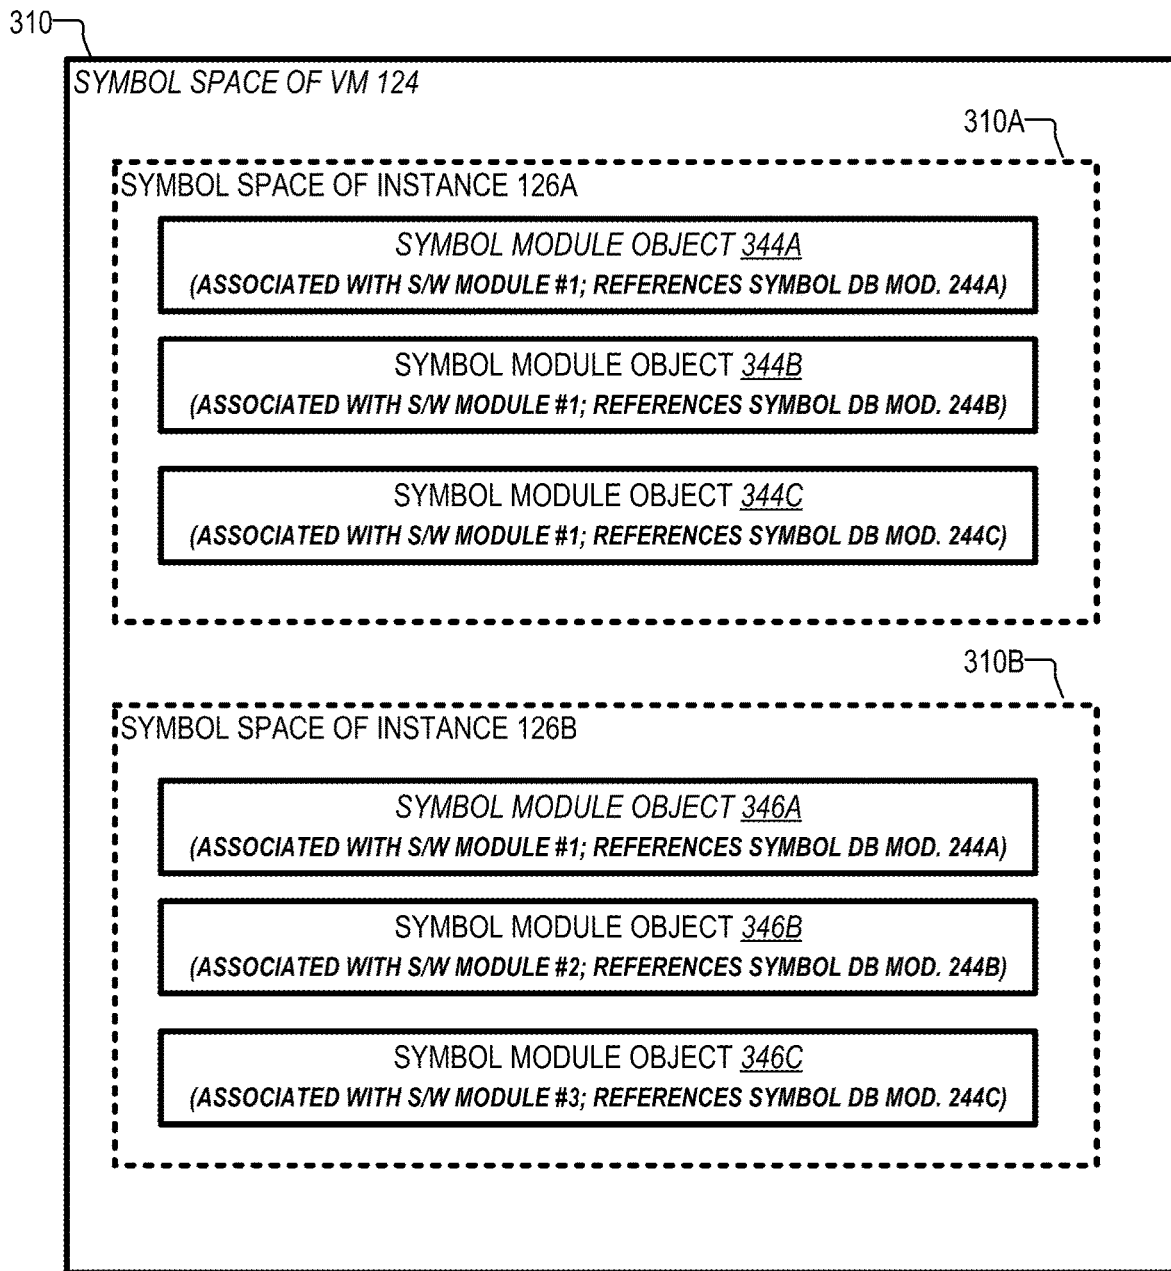 310
SYMBOL SPACE OF VM 124
310A
SYMBOL SPACE OF INSTANCE 126A
SYMBOL MODULE OBJECT 344A
(ASSOCIATED WITH S/W MODULE #1; REFERENCES SYMBOL DB MOD. 244A)
SYMBOL MODULE OBJECT 344B
(ASSOCIATED WITH S/W MODULE #1; REFERENCES SYMBOL DB MOD. 244B)
SYMBOL MODULE OBJECT 344C
(ASSOCIATED WITH S/W MODULE #1; REFERENCES SYMBOL DB MOD. 244C)
310B
SYMBOL SPACE OF INSTANCE 126B
SYMBOL MODULE OBJECT 346A
(ASSOCIATED WITH S/W MODULE #1; REFERENCES SYMBOL DB MOD. 244A)
SYMBOL MODULE OBJECT 346B
(ASSOCIATED WITH S/W MODULE #2; REFERENCES SYMBOL DB MOD. 244B)
SYMBOL MODULE OBJECT 346C
(ASSOCIATED WITH S/W MODULE #3; REFERENCES SYMBOL DB MOD. 244C)